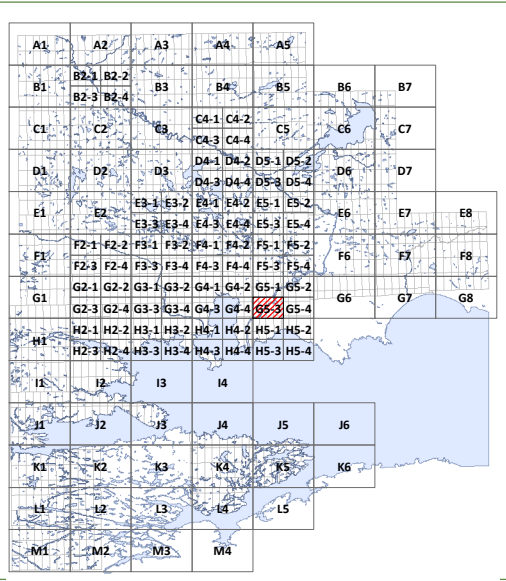 A1 A2 A3 A4 A5
B2-1 B2-2
B1 B3 B4 B5 B6 B7
B2-3 B2-4
C4-1 C4-2
C1 C2 C3 C5 C6 C7
C4-3 C4-4
D4-1 D4-2 D5-1 D5-2
D1 D2 D3 D6 D7
D4-3 D4-4 D5-3 D5-4
E3-1 E3-2 E4-1 E4-2 E5-1 E5-2
E1 E2 E6 E7 E8
E3-3 E3-4 E4-3 E4-4 E5-3 E5-4
F2-1 F2-2 F3-1 F3-2 F4-1 F4-2 F5-1 F5-2
F1 F6 F7 F8
F2-3 F2-4 F3-3 F3-4 F4-3 F4-4 F5-3 F5-4
G2-1 G2-2 G3-1 G3-2 G4-1 G4-2 G5-1 G5-2
G1 G6 G7 G8
G2-3 G2-4 G3-3 G3-4 G4-3 G4-4 G5-3 G5-4
H2-1 H2-2 H3-1 H3-2 H4-1 H4-2 H5-1 H5-2
H1
H2-3 H2-4 H3-3 H3-4 H4-3 H4-4 H5-3 H5-4
I1 I2 I3 I4
J1 J2 J3 J4 J5 J6
K1 K2 K3 K4 K5 K6
L1 L2 L3 L4 L5
M1 M2 M3 M4